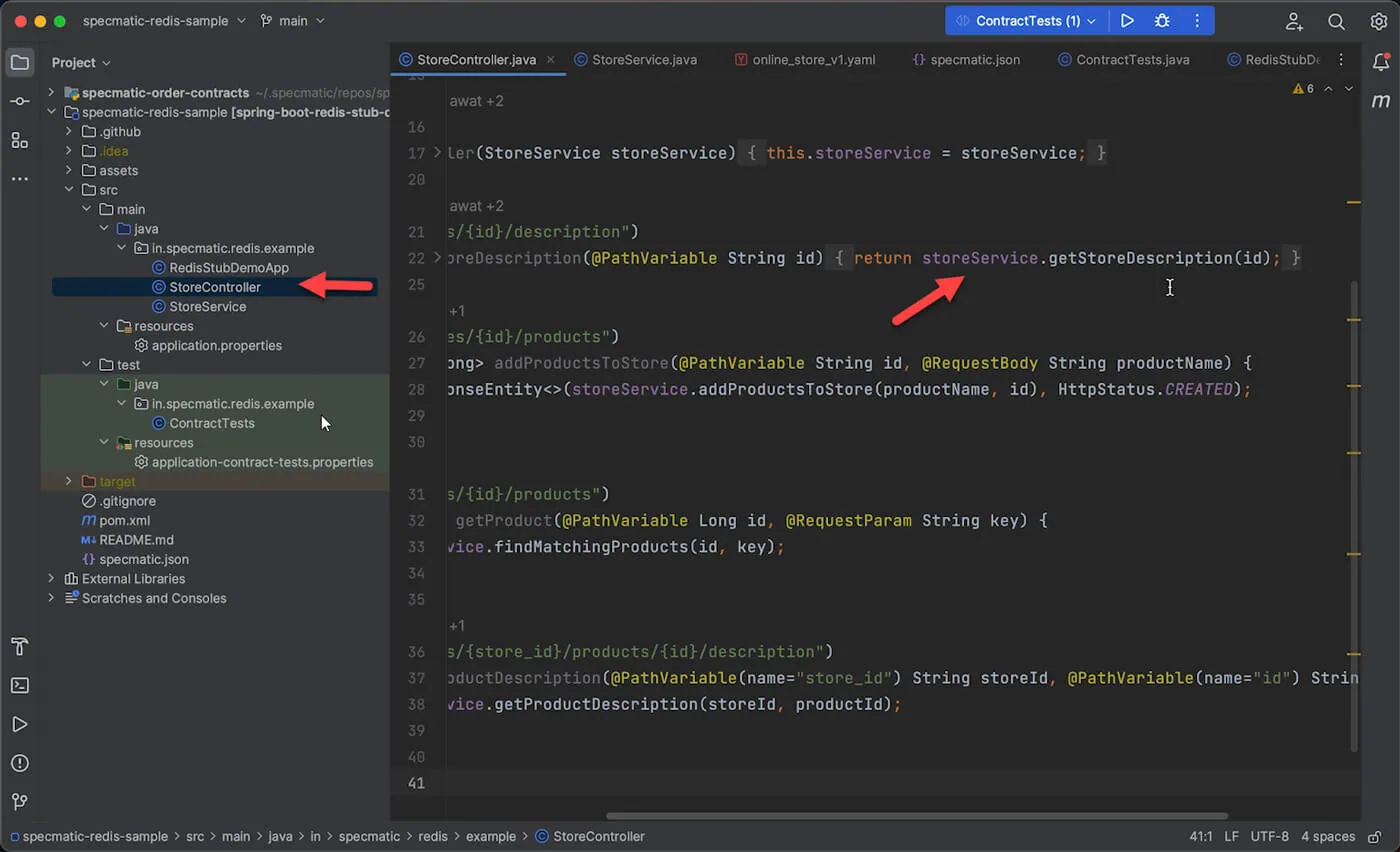 specmatic-redis-sample main ContractTests (1)
Project
specmatic-order-contracts ~/.specmatic/repos/sp
specmatic-redis-sample [spring-boot-redis-stub-c
.github
.idea
assets
src
main
java
in.specmatic.redis.example
RedisStubDemoApp
StoreController
StoreService
resources
application.properties
test
java
in.specmatic.redis.example
ContractTests
resources
application-contract-tests.properties
target
.gitignore
pom.xml
README.md
specmatic.json
External Libraries
Scratches and Consoles
StoreController.java StoreService.java online_store_v1.yaml specmatic.json ContractTests.java RedisStubDe
6
awat +2
16
17 ler(StoreService storeService) { this.storeService = storeService; }
20
awat +2
21 s/{id}/description")
22 oreDescription(@PathVariable String id) { return storeService.getStoreDescription(id); }
25
+1
26 es/{id}/products")
27 ong> addProductsToStore(@PathVariable String id, @RequestBody String productName) {
28 onseEntity<>(storeService.addProductsToStore(productName, id), HttpStatus.CREATED);
29
30
31 s/{id}/products")
32 getProduct(@PathVariable Long id, @RequestParam String key) {
33 vice.findMatchingProducts(id, key);
34
35
+1
36 s/{store_id}/products/{id}/description")
37 oductDescription(@PathVariable(name="store_id") String storeId, @PathVariable(name="id") Strin
38 vice.getProductDescription(storeId, productId);
39
40
41
specmatic-redis-sample > src > main > java > in > specmatic > redis > example > StoreController 41:1 LF UTF-8 4 spaces